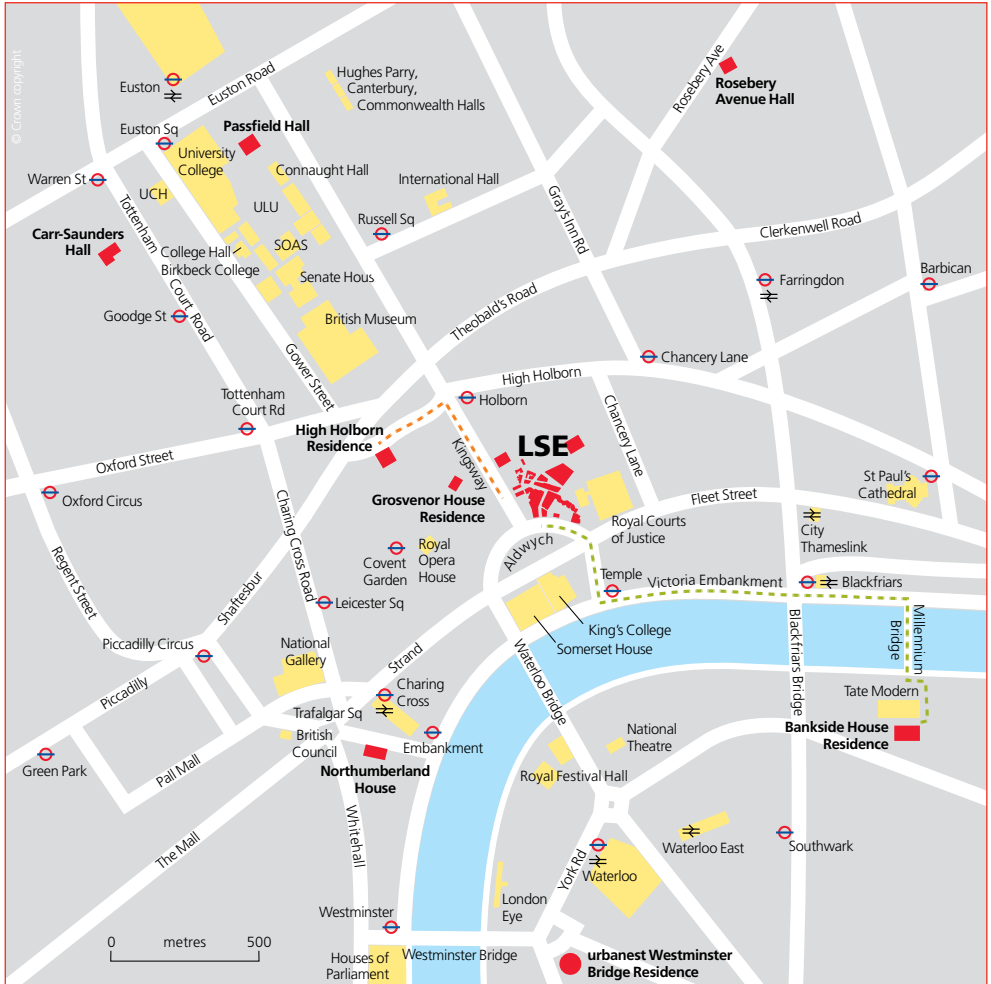 © Crown copyright
Euston
Euston Road
Hughes Parry,
Canterbury,
Commonwealth Halls
Rosebery Ave
Rosebery
Avenue Hall
Euston Sq
Passfield Hall
University
College
Connaught Hall
Warren St
UCH
International Hall
Gray's Inn Rd
ULU
Russell Sq
Clerkenwell Road
Carr-Saunders
Hall
Tottenham
Court
Road
College Hall
Birkbeck College
SOAS
Senate Hous
Farringdon
Barbican
Goodge St
British Museum
Theobald's Road
Gower Street
Chancery Lane
High Holborn
Tottenham
Court Rd
Holborn
Chancery Lane
High Holborn
Residence
Kingsway
LSE
Oxford Street
Oxford Circus
Grosvenor House
Residence
Fleet Street
St Paul's
Cathedral
Charing Cross Road
Royal Courts
of Justice
City
Thameslink
Regent Street
Covent
Garden
Royal
Opera
House
Aldwych
Shaftesbur
Leicester Sq
Temple
Victoria Embankment
Blackfriars
Piccadilly Circus
National
Gallery
Strand
King's College
Somerset House
Blackfriars Bridge
Millennium
Bridge
Piccadilly
Charing
Cross
Waterloo Bridge
Tate Modern
Trafalgar Sq
British
Council
Embankment
National
Theatre
Bankside House
Residence
Green Park
Pall Mall
Northumberland
House
Royal Festival Hall
The Mall
Whitehall
York Rd
Waterloo East
Southwark
Waterloo
London
Eye
Westminster
0 metres 500
Houses of
Parliament
Westminster Bridge
urbanest Westminster
Bridge Residence